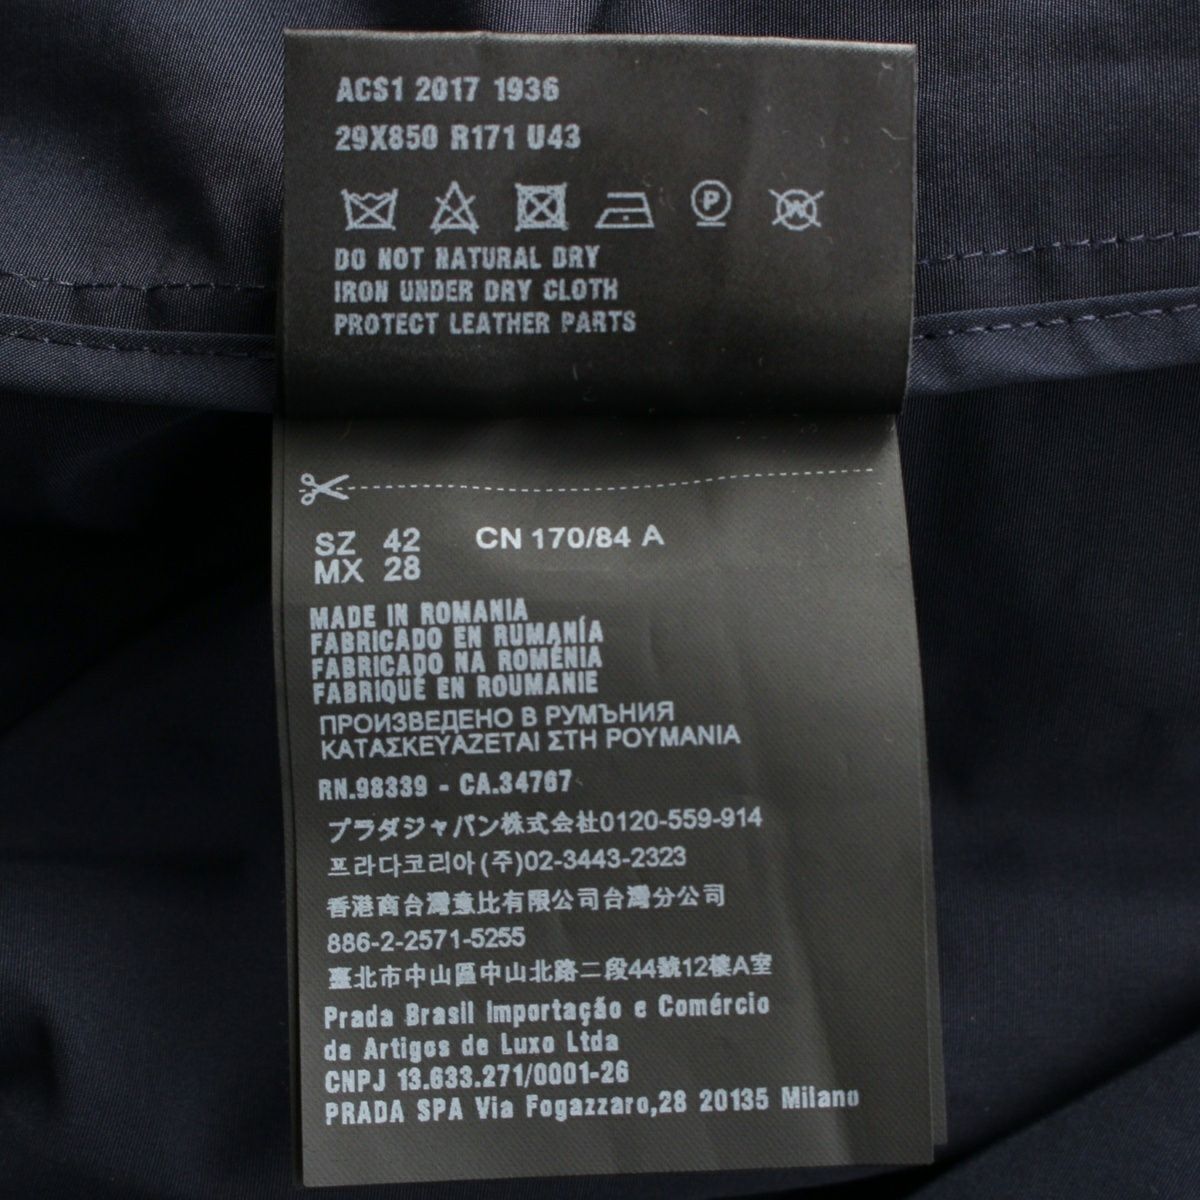 ACS1 2017 1936
29X850 R171 U43
P
W
DO NOT NATURAL DRY
IRON UNDER DRY CLOTH
PROTECT LEATHER PARTS
SZ 42 CN 170/84 A
MX 28
MADE IN ROMANIA
FABRICADO EN RUMANÍA
FABRICADO NA ROMÉNIA
FABRIQUÉ EN ROUMANIE
ПРОИЗВЕДЕНО В РУМЪНИЯ
ΚΑΤΑΣΚΕΥΑΖΕΤΑΙ ΣΤΗ ΡΟΥΜΑΝΙΑ
RN.98339 - CA.34767
プラダジャパン株式会社0120-559-914
프라다코리아(주)02-3443-2323
香港商台灣意比有限公司台灣分公司
886-2-2571-5255
臺北市中山區中山北路二段44號12樓A室
Prada Brasil Importação e Comércio
de Artigos de Luxo Ltda
CNPJ 13.633.271/0001-26
PRADA SPA Via Fogazzaro,28 20135 Milano